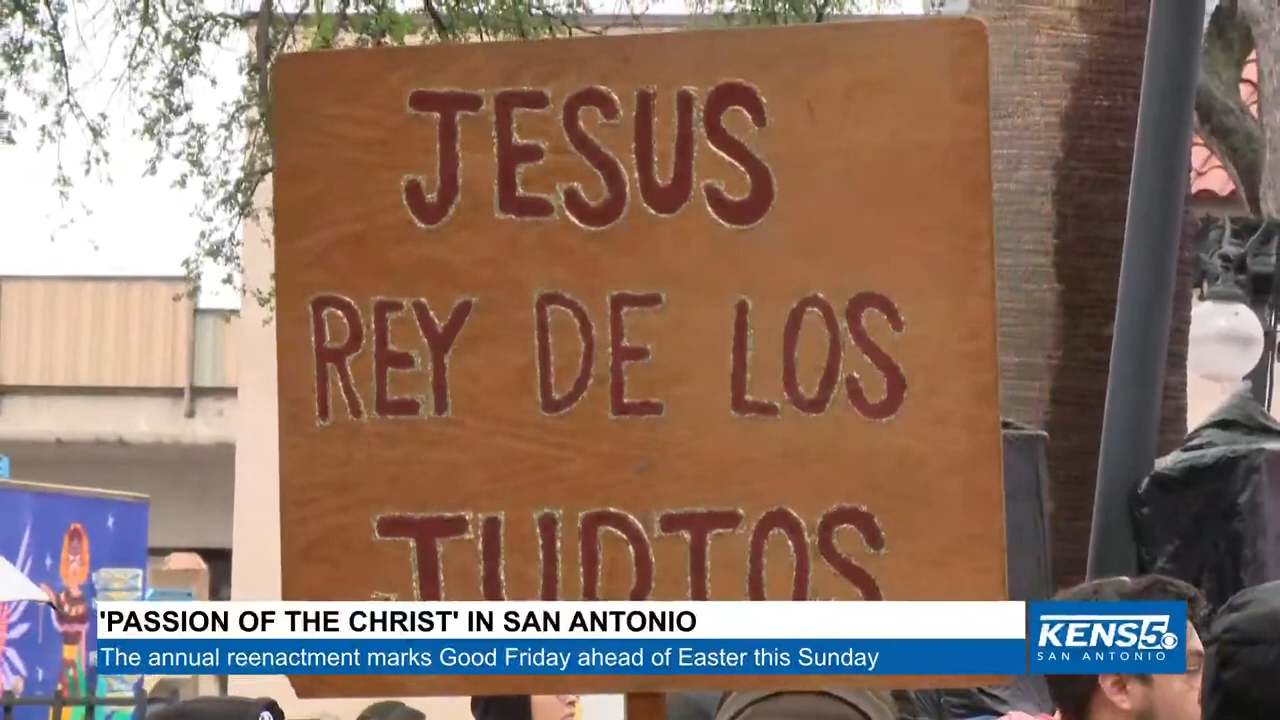 JESUS
REY DE LOS
JUDIOS
'PASSION OF THE CHRIST' IN SAN ANTONIO
The annual reenactment marks Good Friday ahead of Easter this Sunday
KENS5
SAN ANTONIO